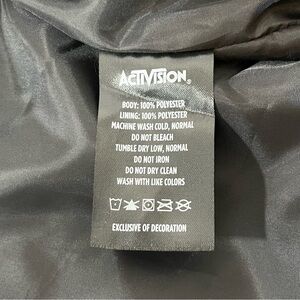 ACTIVISION®
BODY: 100% POLYESTER
LINING: 100% POLYESTER
MACHINE WASH COLD, NORMAL
DO NOT BLEACH
TUMBLE DRY LOW, NORMAL
DO NOT IRON
DO NOT DRY CLEAN
WASH WITH LIKE COLORS
EXCLUSIVE OF DECORATION